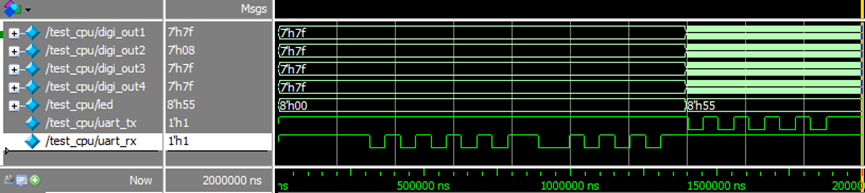 Msgs
/test_cpu/digi_out1 7'h7f 7'h7f
/test_cpu/digi_out2 7'h08 7'h7f
/test_cpu/digi_out3 7'h7f 7'h7f
/test_cpu/digi_out4 7'h7f 7'h7f
/test_cpu/led 8'h55 8'h00 8'h55
/test_cpu/uart_tx 1'h1
/test_cpu/uart_rx 1'h1
Now 2000000 ns ns 500000 ns 1000000 ns 1500000 ns 20000